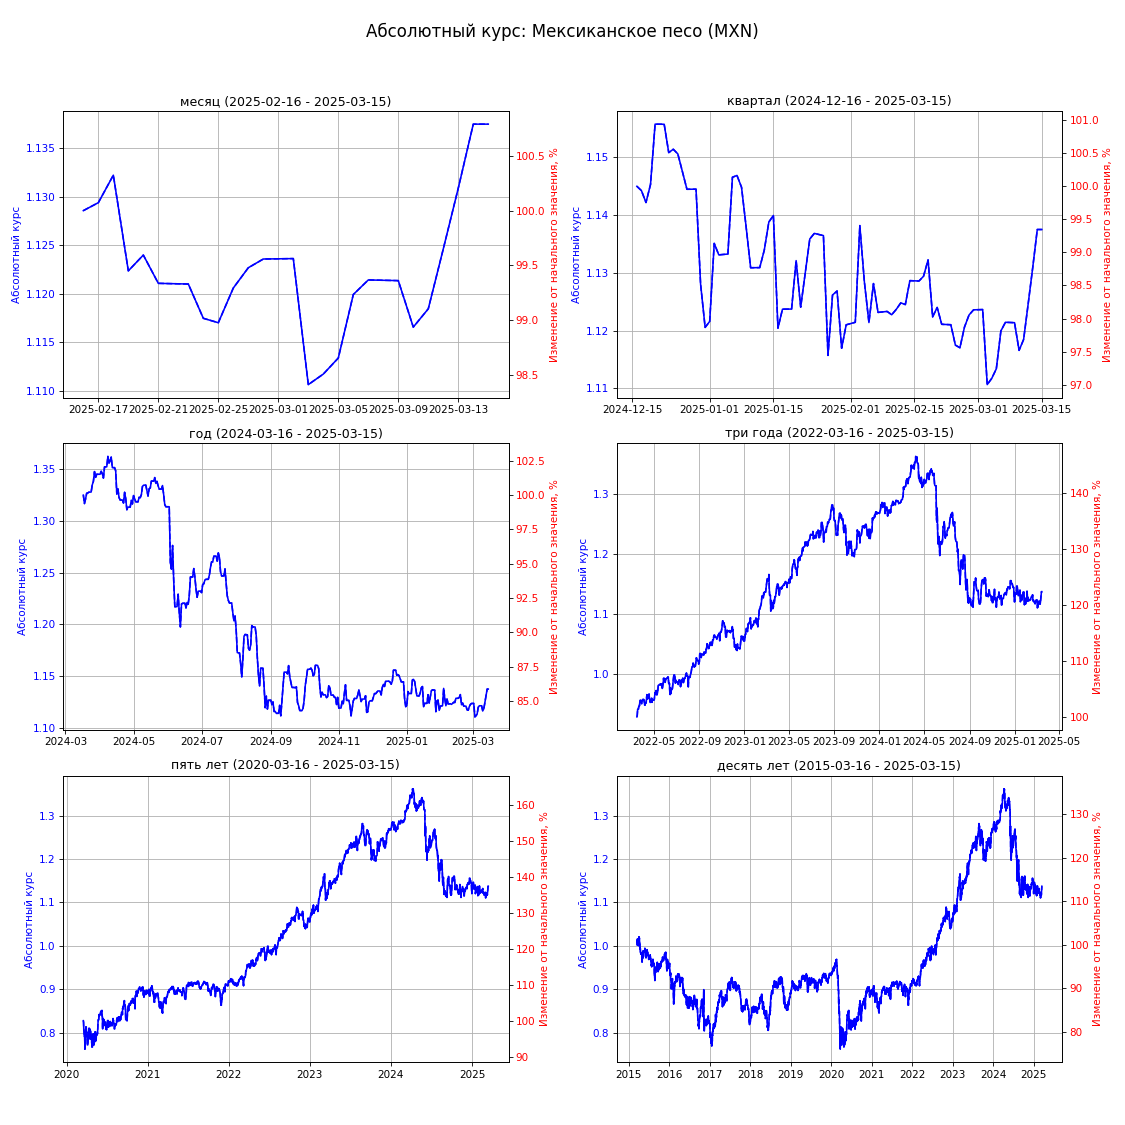 Абсолютный курс: Мексиканское песо (MXN)
месяц (2025-02-16 - 2025-03-15)
Абсолютный курс
1.135
1.130
1.125
1.120
1.115
1.110
100.5
100.0
99.5
99.0
98.5
Изменение от начального значения, %
2025-02-17 2025-02-21 2025-02-25 2025-03-01 2025-03-05 2025-03-09 2025-03-13
квартал (2024-12-16 - 2025-03-15)
Абсолютный курс
1.15
1.14
1.13
1.12
1.11
101.0
100.5
100.0
99.5
99.0
98.5
98.0
97.5
97.0
Изменение от начального значения, %
2024-12-15 2025-01-01 2025-01-15 2025-02-01 2025-02-15 2025-03-01 2025-03-15
год (2024-03-16 - 2025-03-15)
Абсолютный курс
1.35
1.30
1.25
1.20
1.15
1.10
102.5
100.0
97.5
95.0
92.5
90.0
87.5
85.0
Изменение от начального значения, %
2024-03 2024-05 2024-07 2024-09 2024-11 2025-01 2025-03
три года (2022-03-16 - 2025-03-15)
Абсолютный курс
1.3
1.2
1.1
1.0
140
130
120
110
100
Изменение от начального значения, %
2022-05 2022-09 2023-01 2023-05 2023-09 2024-01 2024-05 2024-09 2025-01 2025-05
пять лет (2020-03-16 - 2025-03-15)
Абсолютный курс
1.3
1.2
1.1
1.0
0.9
0.8
160
150
140
130
120
110
100
90
Изменение от начального значения, %
2020 2021 2022 2023 2024 2025
десять лет (2015-03-16 - 2025-03-15)
Абсолютный курс
1.3
1.2
1.1
1.0
0.9
0.8
130
120
110
100
90
80
Изменение от начального значения, %
2015 2016 2017 2018 2019 2020 2021 2022 2023 2024 2025